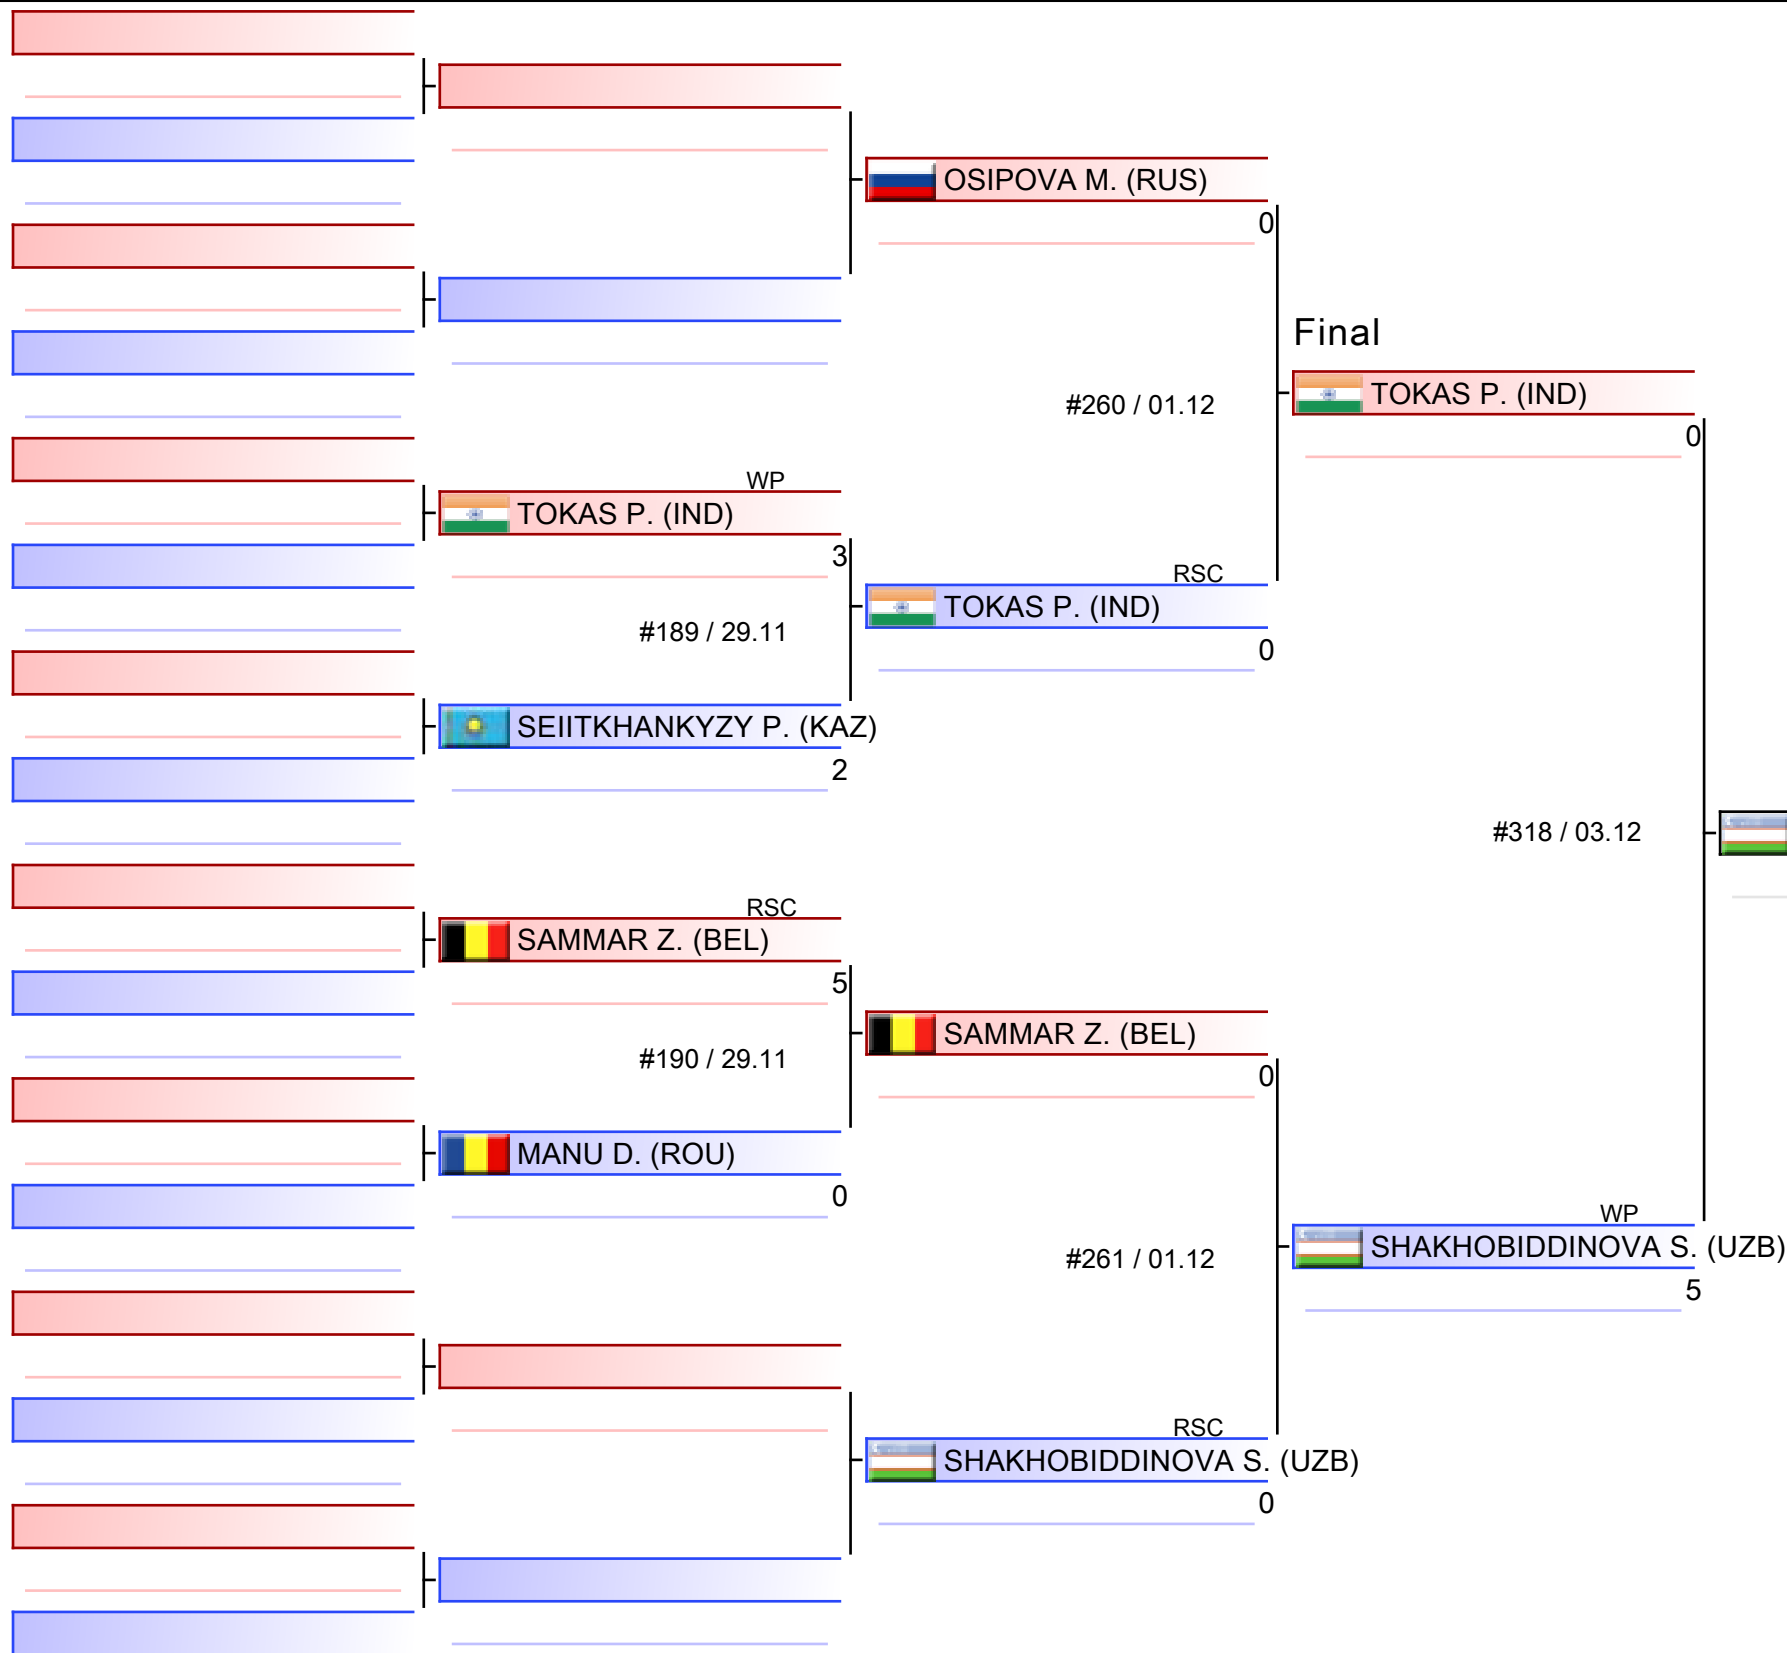 OSIPOVA M. (RUS)
0
Final
#260 / 01.12
TOKAS P. (IND)
0
WP
TOKAS P. (IND)
3
RSC
TOKAS P. (IND)
0
#189 / 29.11
SEIITKHANKYZY P. (KAZ)
2
#318 / 03.12
RSC
SAMMAR Z. (BEL)
5
SAMMAR Z. (BEL)
0
#190 / 29.11
MANU D. (ROU)
0
WP
SHAKHOBIDDINOVA S. (UZB)
5
#261 / 01.12
RSC
SHAKHOBIDDINOVA S. (UZB)
0